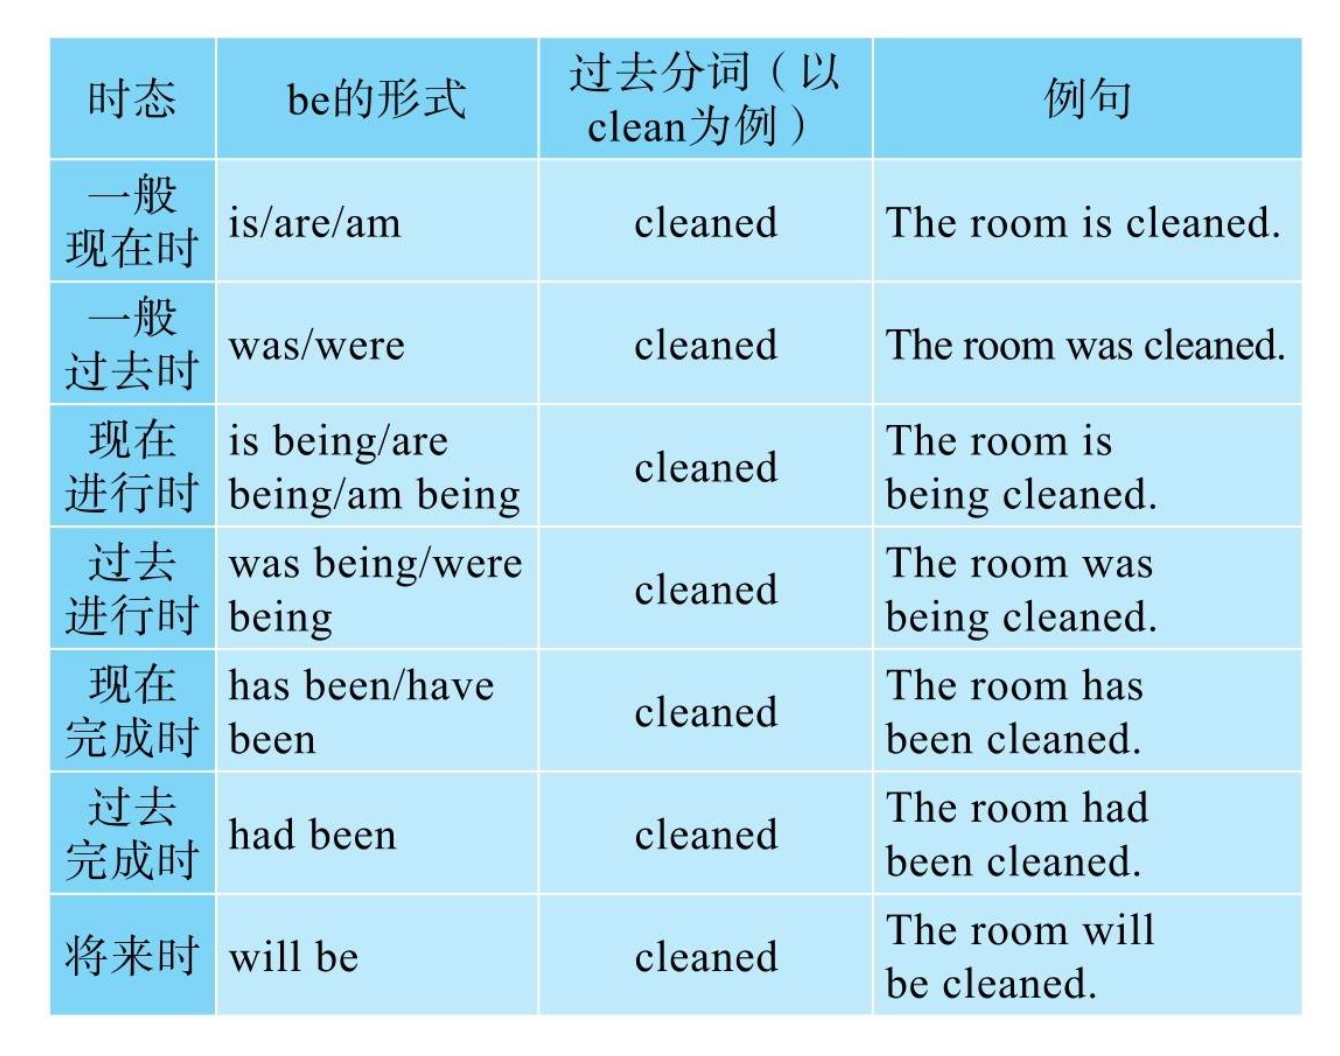 时态
be的形式
过去分词（以
clean为例）
例句
一般
现在时
is/are/am
cleaned
The room is cleaned.
一般
过去时
was/were
cleaned
The room was cleaned.
现在
进行时
is being/are
being/am being
cleaned
The room is
being cleaned.
过去
进行时
was being/were
being
cleaned
The room was
being cleaned.
现在
完成时
has been/have
been
cleaned
The room has
been cleaned.
过去
完成时
had been
cleaned
The room had
been cleaned.
将来时
will be
cleaned
The room will
be cleaned.